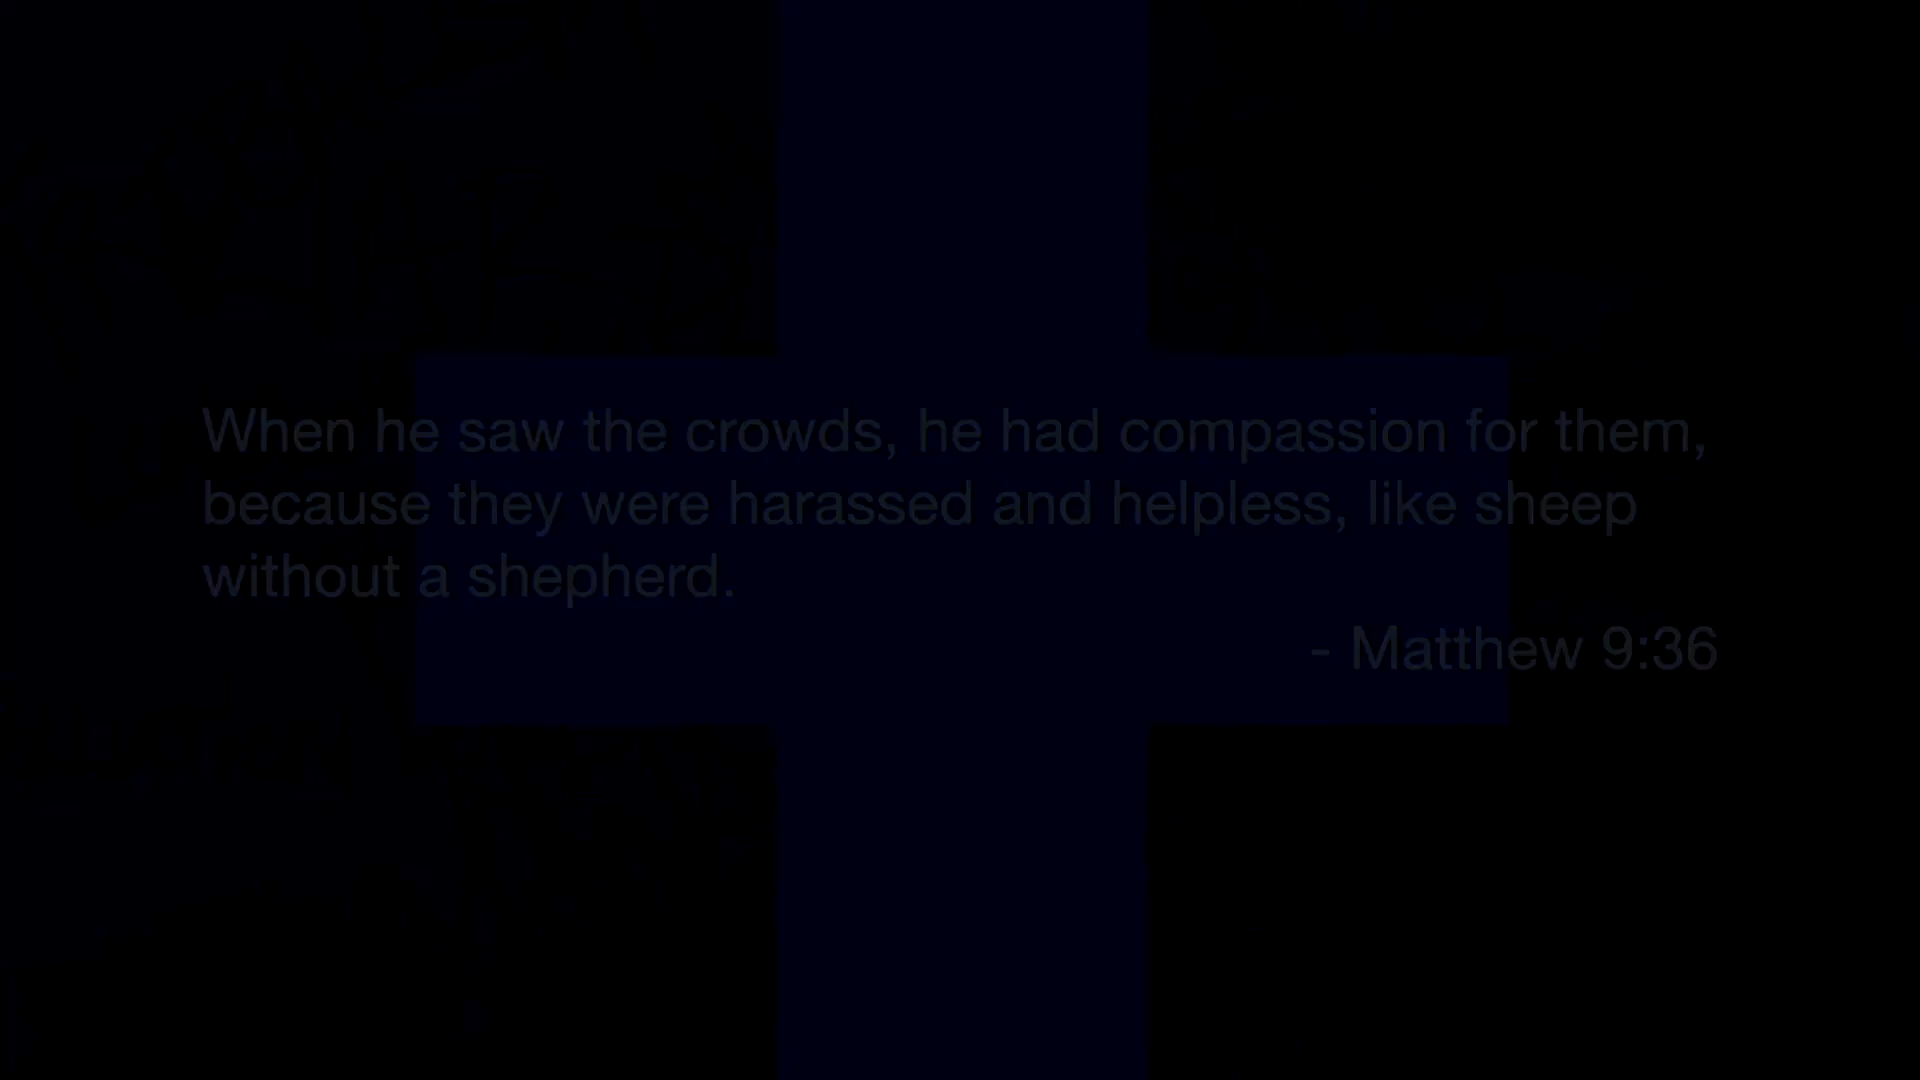 When he saw the crowds, he had compassion for them,
because they were harassed and helpless, like sheep
without a shepherd.
- Matthew 9:36